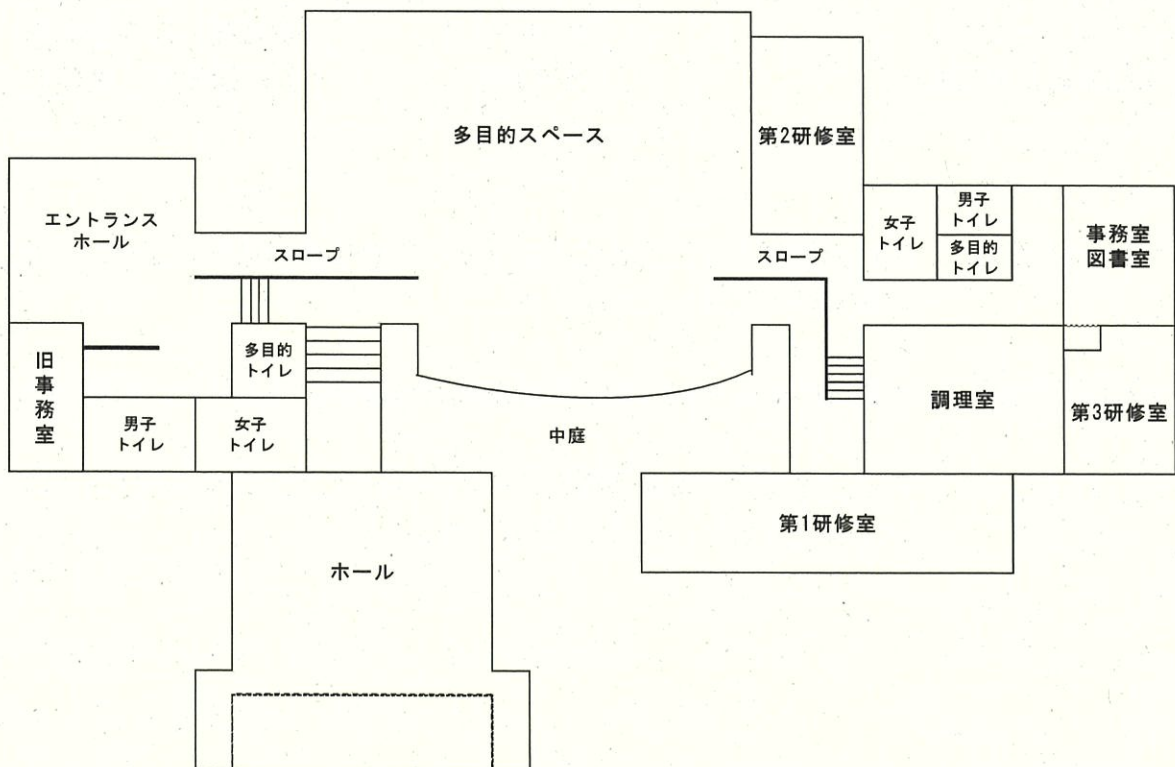 多目的スペース
第2研修室
エントランス
ホール
スロープ
スロープ
女子
トイレ
男子
トイレ
多目的
トイレ
事務室
図書室
旧
事
務
室
多目的
トイレ
男子
トイレ
女子
トイレ
中庭
調理室
第3研修室
第1研修室
ホール